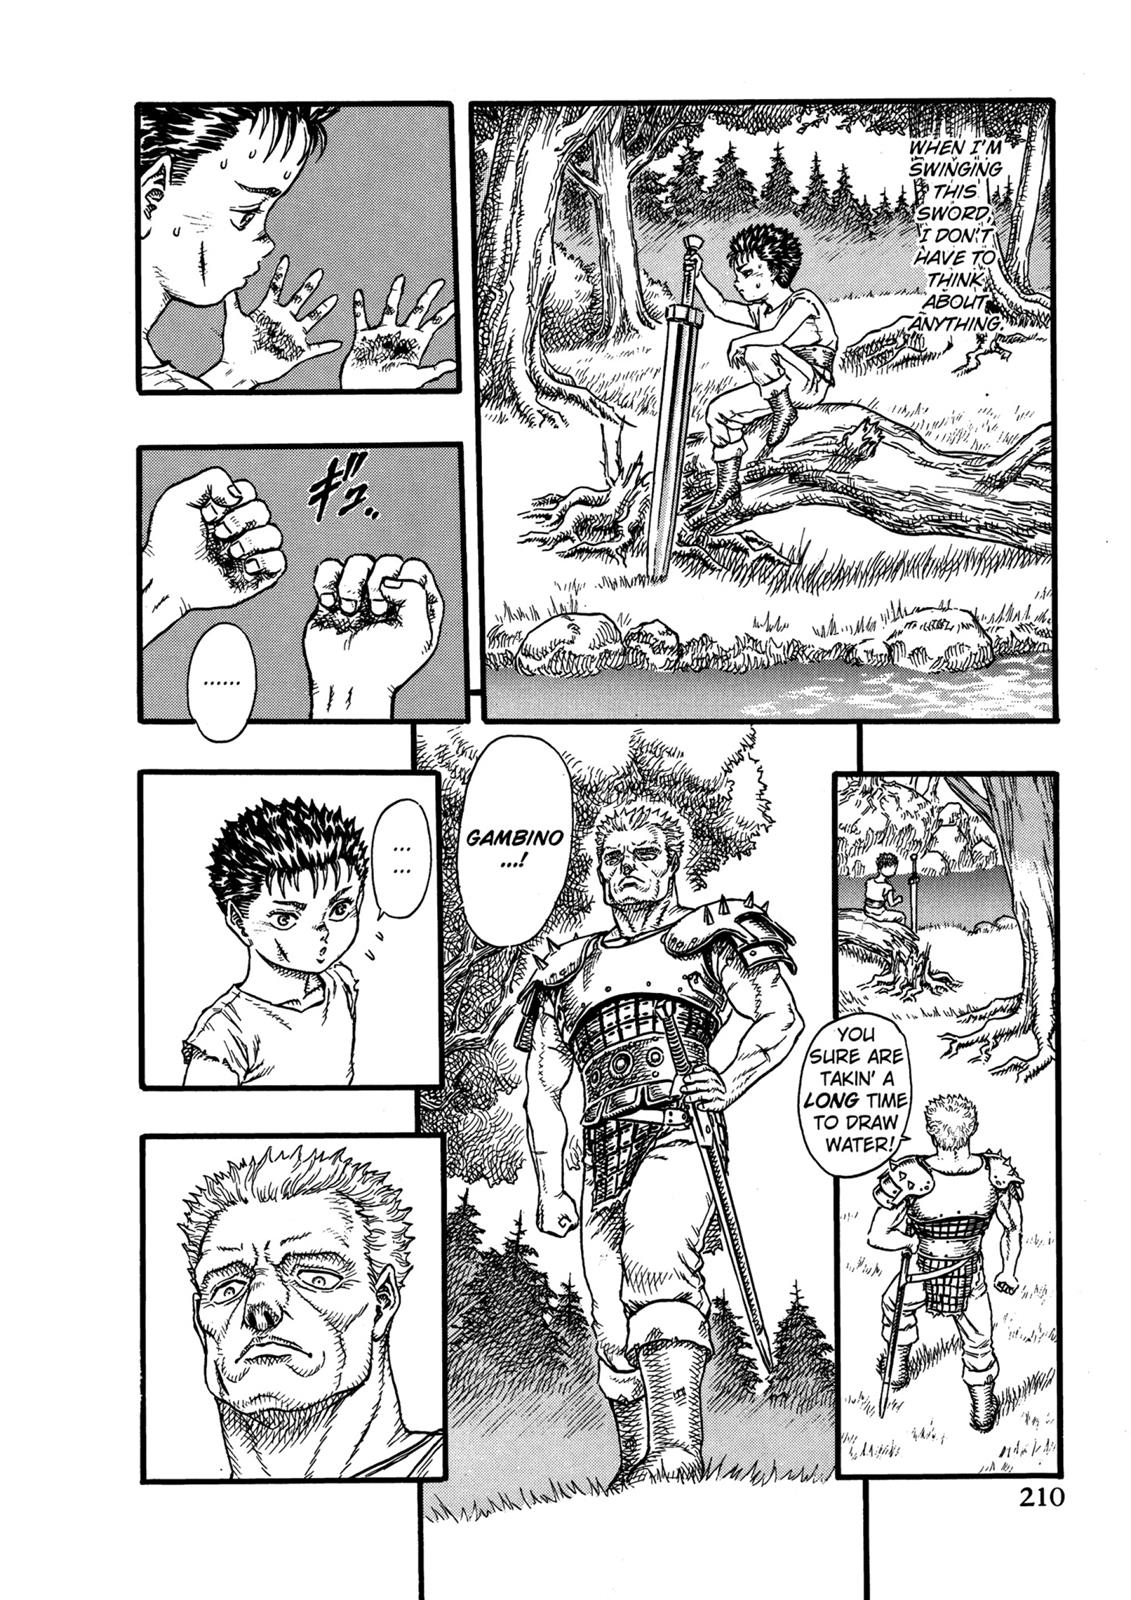 WHEN I'M
SWINGING
THIS
SWORD,
I DON'T
HAVE TO
THINK
ABOUT
ANYTHING.
ギュ..
......
YOU
SURE ARE
TAKIN' A
LONG TIME
TO DRAW
WATER!
GAMBINO
...!
...
...
210